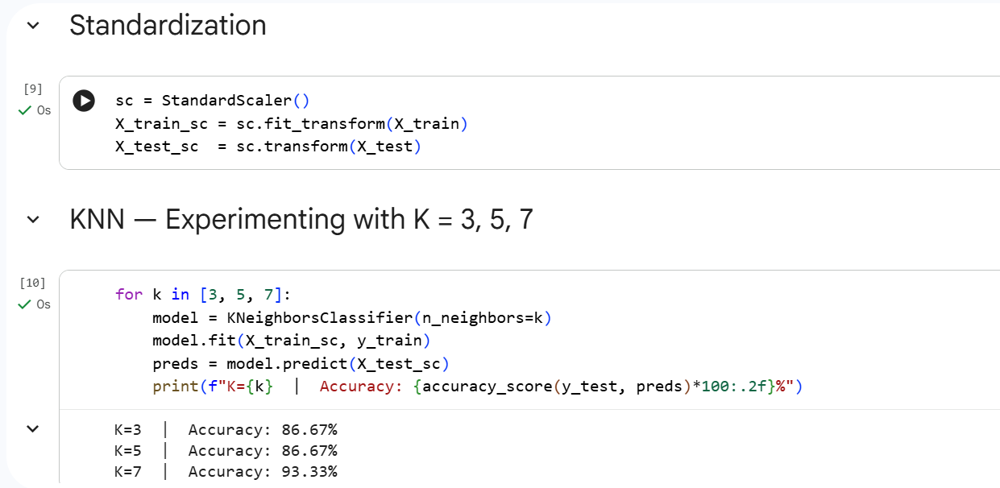 Standardization
[9]
0s
sc = StandardScaler()
X_train_sc = sc.fit_transform(X_train)
X_test_sc  = sc.transform(X_test)
KNN — Experimenting with K = 3, 5, 7
[10]
0s
for k in [3, 5, 7]:
    model = KNeighborsClassifier(n_neighbors=k)
    model.fit(X_train_sc, y_train)
    preds = model.predict(X_test_sc)
    print(f"K={k}  |  Accuracy: {accuracy_score(y_test, preds)*100:.2f}%")
K=3  |  Accuracy: 86.67%
K=5  |  Accuracy: 86.67%
K=7  |  Accuracy: 93.33%